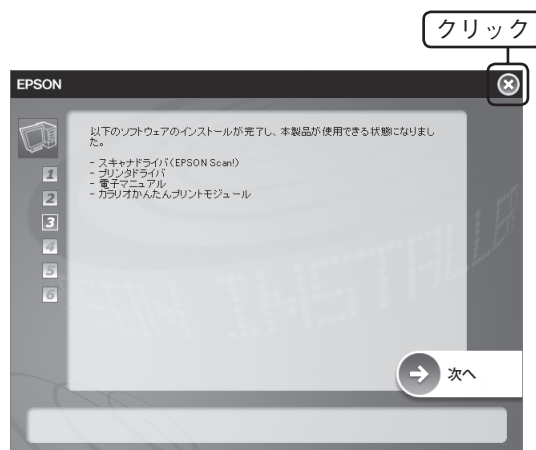 クリック
EPSON
以下のソフトウェアのインストールが完了し、本製品が使用できる状態になりまし
た。
- スキャナドライバ(EPSON Scan!)
- プリンタドライバ
- 電子マニュアル
- カラリオかんたんプリントモジュール
1
2
3
4
5
6
次へ